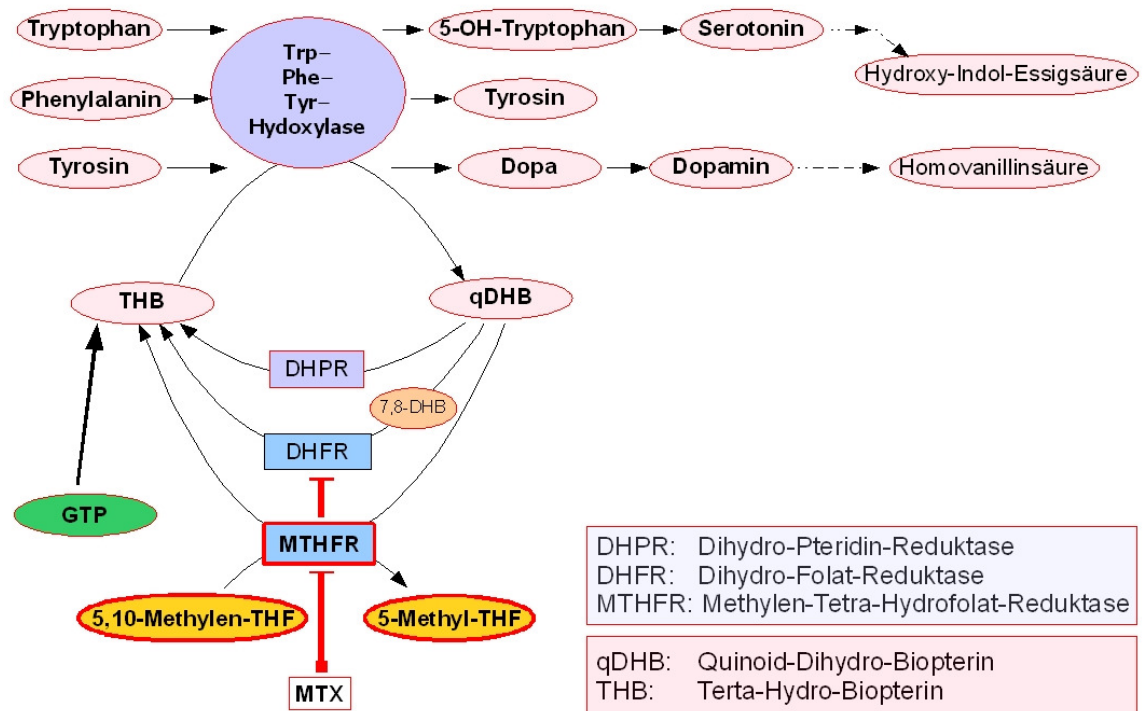 Tryptophan
5-OH-Tryptophan
Serotonin
Hydroxy-Indol-Essigsäure
Trp–
Phe–
Tyr–
Hydoxylase
Phenylalanin
Tyrosin
Tyrosin
Dopa
Dopamin
Homovanillinsäure
THB
qDHB
DHPR
7,8-DHB
DHFR
GTP
MTHFR
5,10-Methylen-THF
5-Methyl-THF
MTX
DHPR: Dihydro-Pteridin-Reduktase
DHFR: Dihydro-Folat-Reduktase
MTHFR: Methylen-Tetra-Hydrofolat-Reduktase
qDHB: Quinoid-Dihydro-Biopterin
THB: Terta-Hydro-Biopterin